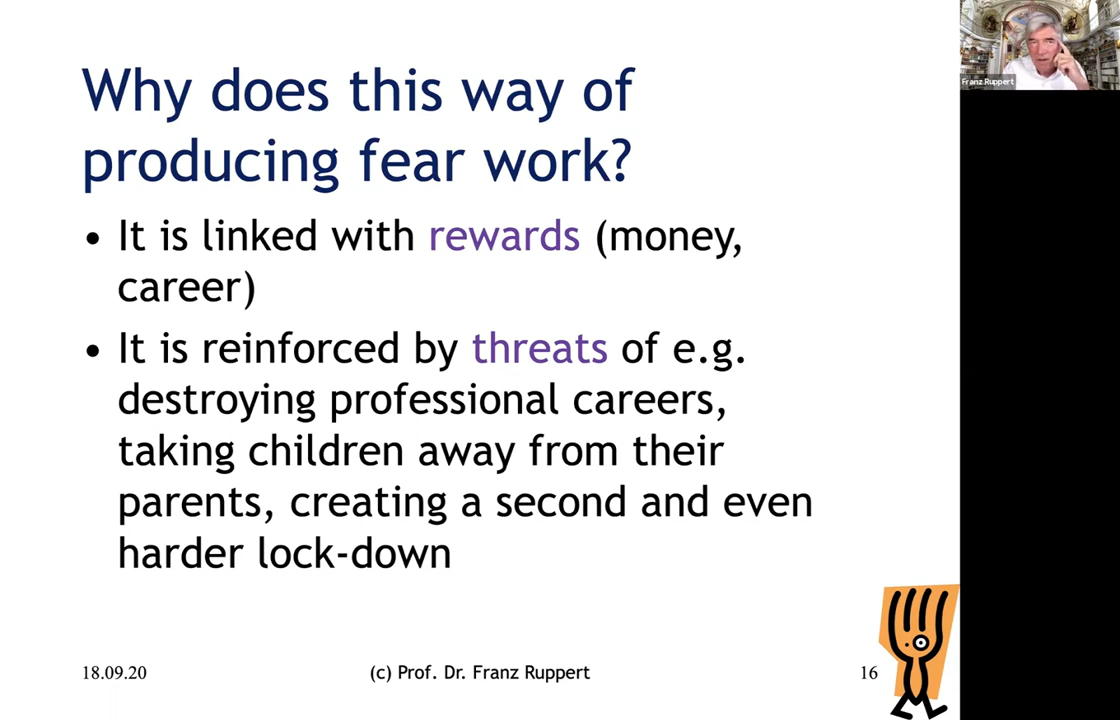 Why does this way of
producing fear work?
• It is linked with rewards (money,
career)
• It is reinforced by threats of e.g.
destroying professional careers,
taking children away from their
parents, creating a second and even
harder lock-down
18.09.20
(c) Prof. Dr. Franz Ruppert
16
Franz Ruppert